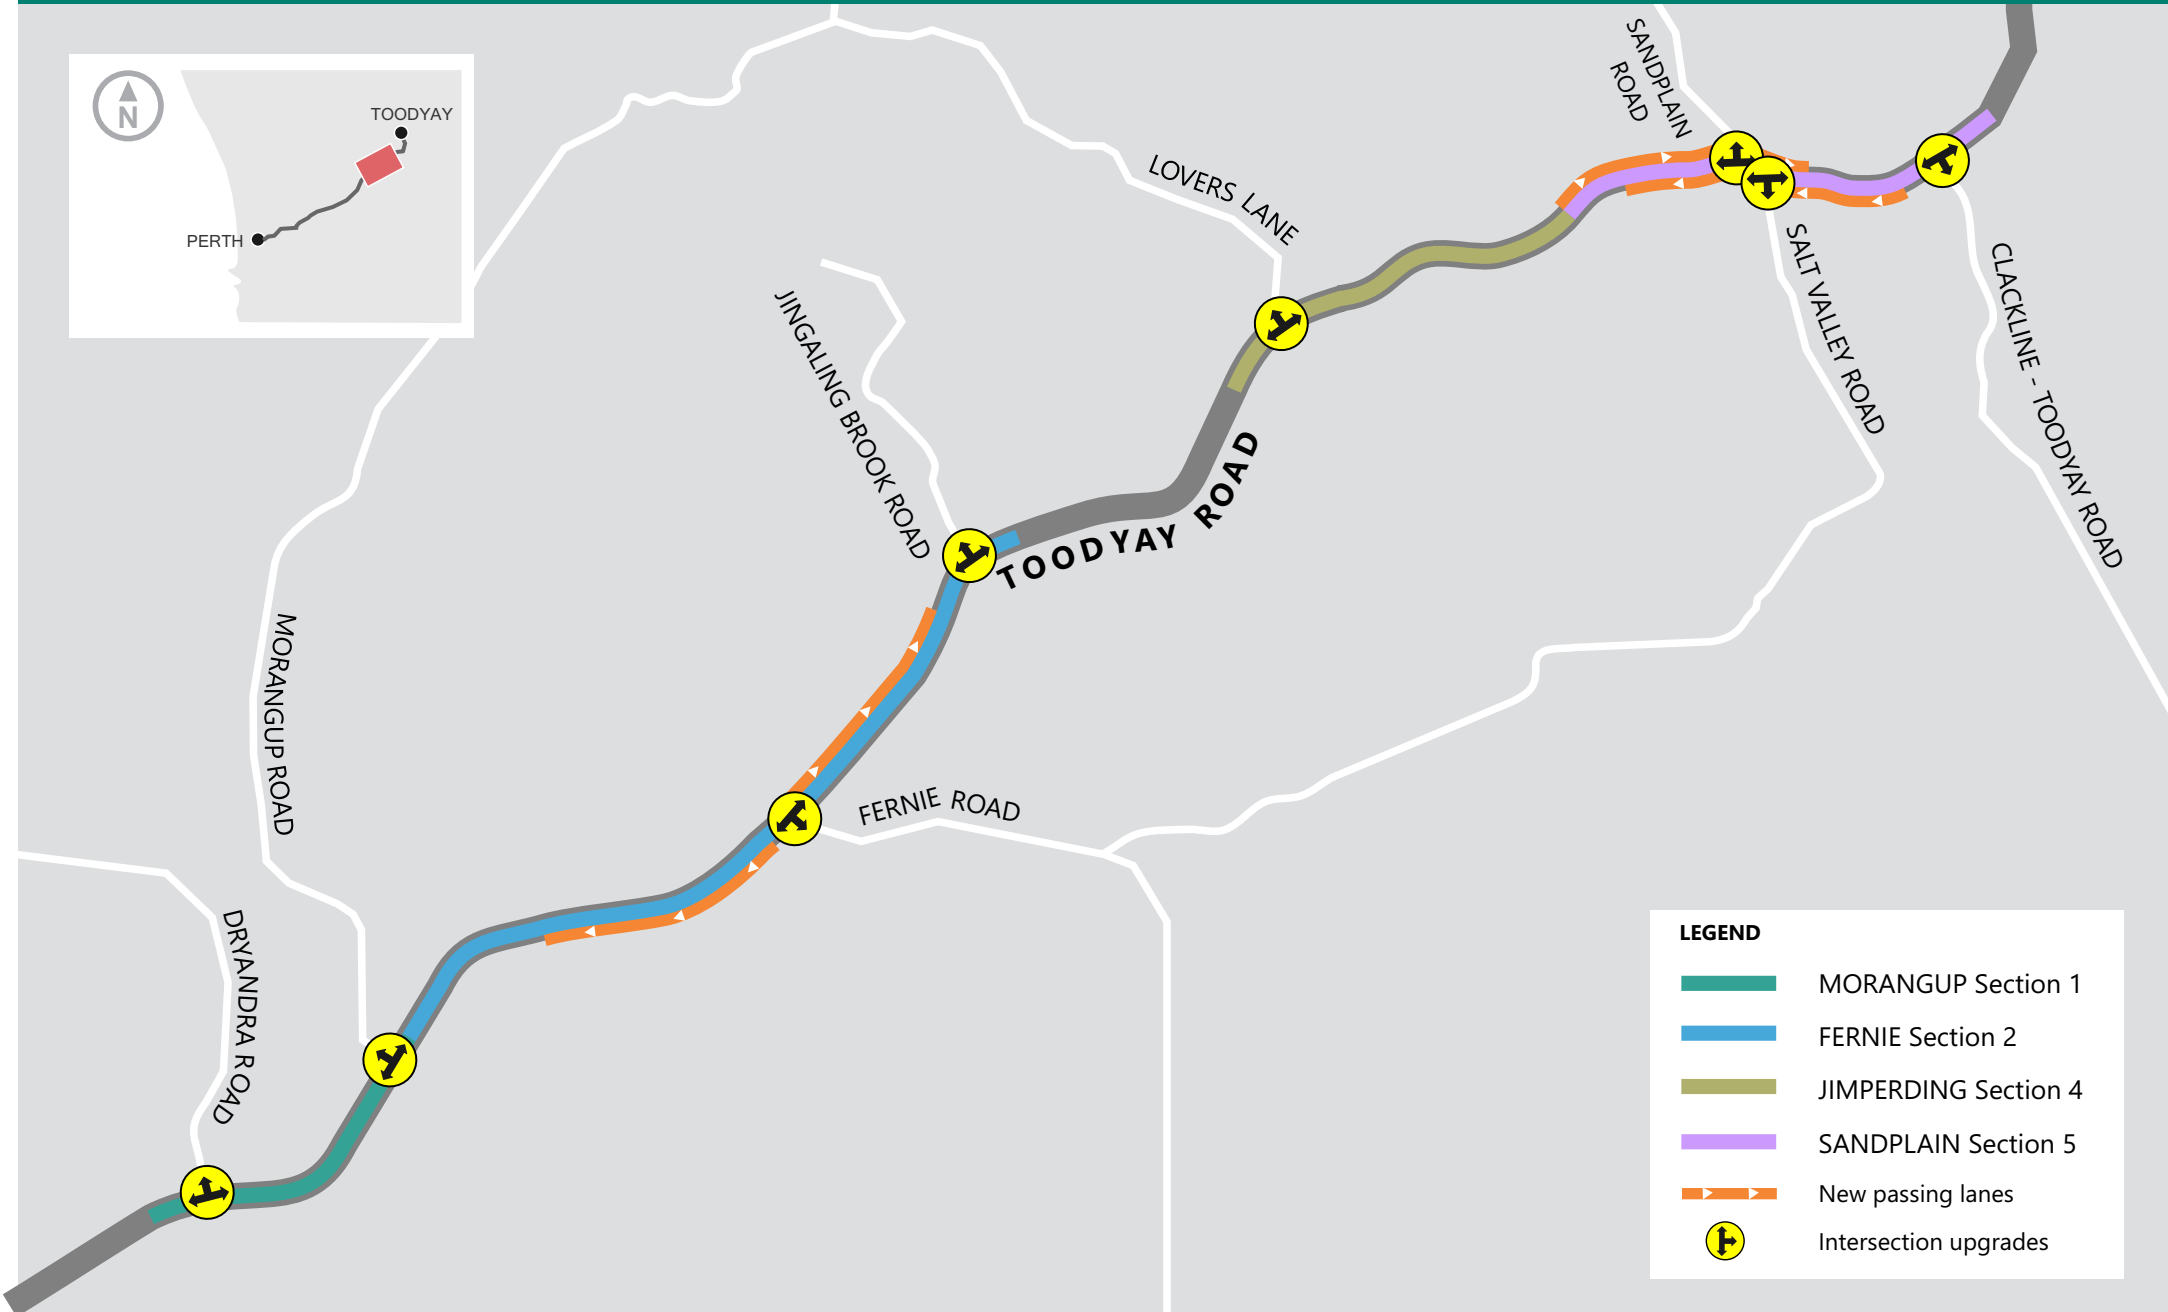 N
TOODYAY
PERTH
SANDPLAIN
ROAD
LOVERS LANE
JINGALING BROOK ROAD
SALT VALLEY ROAD
CLACKLINE - TOODYAY ROAD
TOODYAY ROAD
MORANGUP ROAD
FERNIE ROAD
DRYANDRA ROAD
LEGEND
MORANGUP Section 1
FERNIE Section 2
JIMPERDING Section 4
SANDPLAIN Section 5
New passing lanes
Intersection upgrades